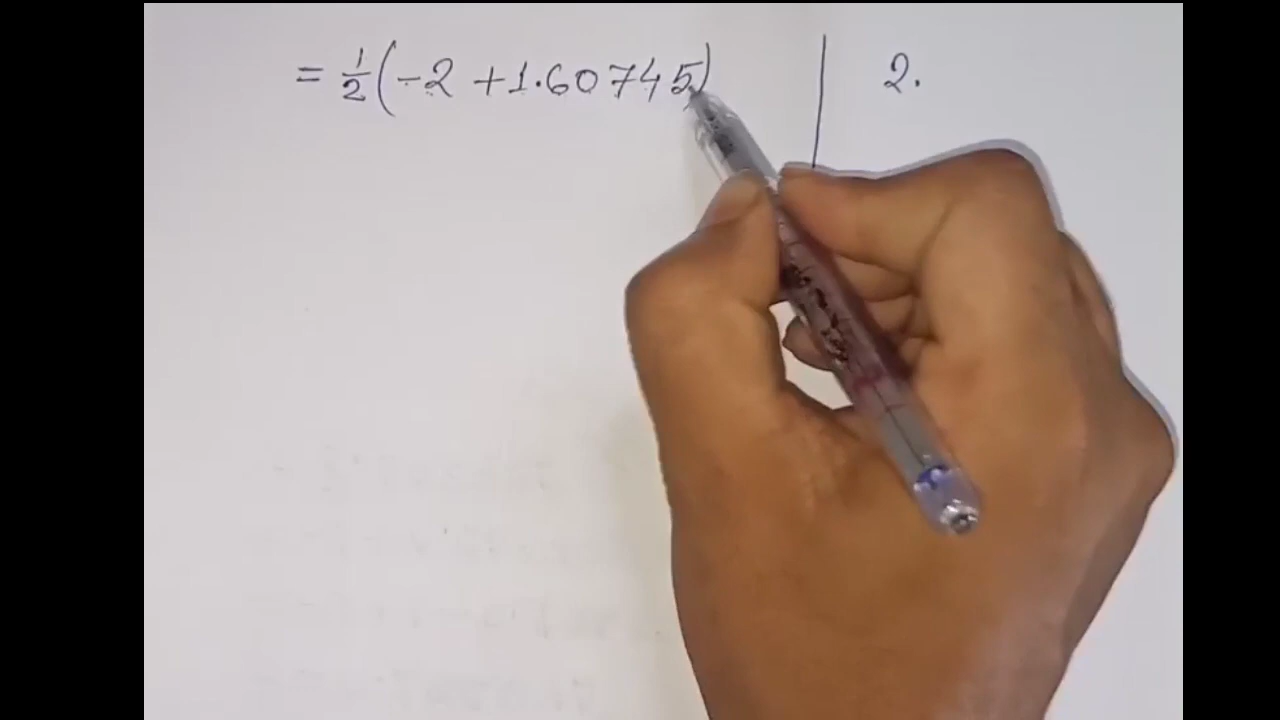 = 1/2(-2 + 1.60745) | 2.